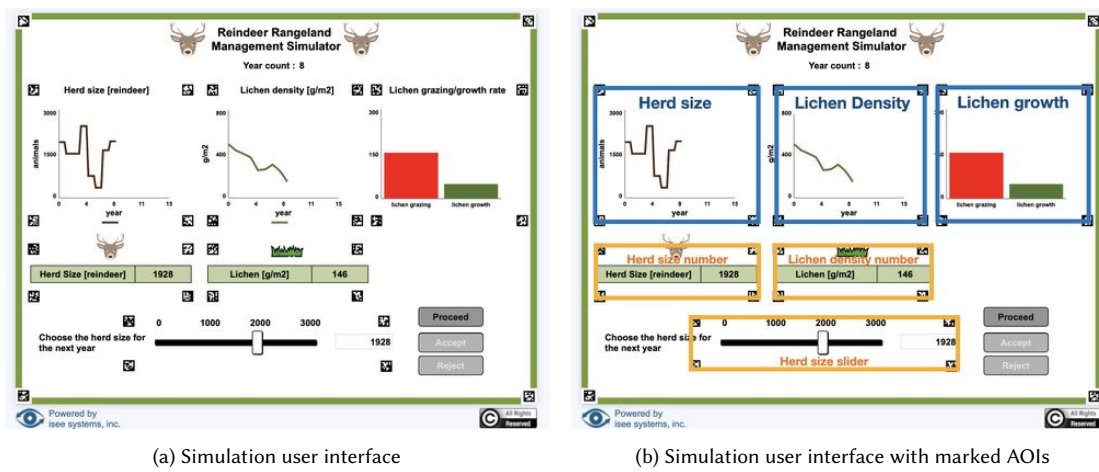 Reindeer Rangeland
Management Simulator
Year count : 8
Herd size [reindeer]
Lichen density [g/m2]
Lichen grazing/growth rate
3000
1500
0
animals
0 4 8 11 15
year
800
400
0
g/m2
0 4 8 11 15
year
300
150
0
lichen grazing lichen growth
Herd Size [reindeer] 1928
Lichen [g/m2] 146
Choose the herd size for
the next year
0 1000 2000 3000
1928
Proceed
Accept
Reject
Powered by
isee systems, inc.
C All Rights
Reserved
(a) Simulation user interface
Reindeer Rangeland
Management Simulator
Year count : 8
Herd size
Lichen Density
Lichen growth
3000
1500
0
animals
0 4 8 11 15
year
800
400
0
g/m2
0 4 8 11 15
year
300
150
0
lichen grazing lichen growth
Herd size number
Herd Size [reindeer] 1928
Lichen density number
Lichen [g/m2] 146
Choose the herd size for
the next year
0 1000 2000 3000
1928
Herd size slider
Proceed
Accept
Reject
Powered by
isee systems, inc.
C All Rights
Reserved
(b) Simulation user interface with marked AOIs